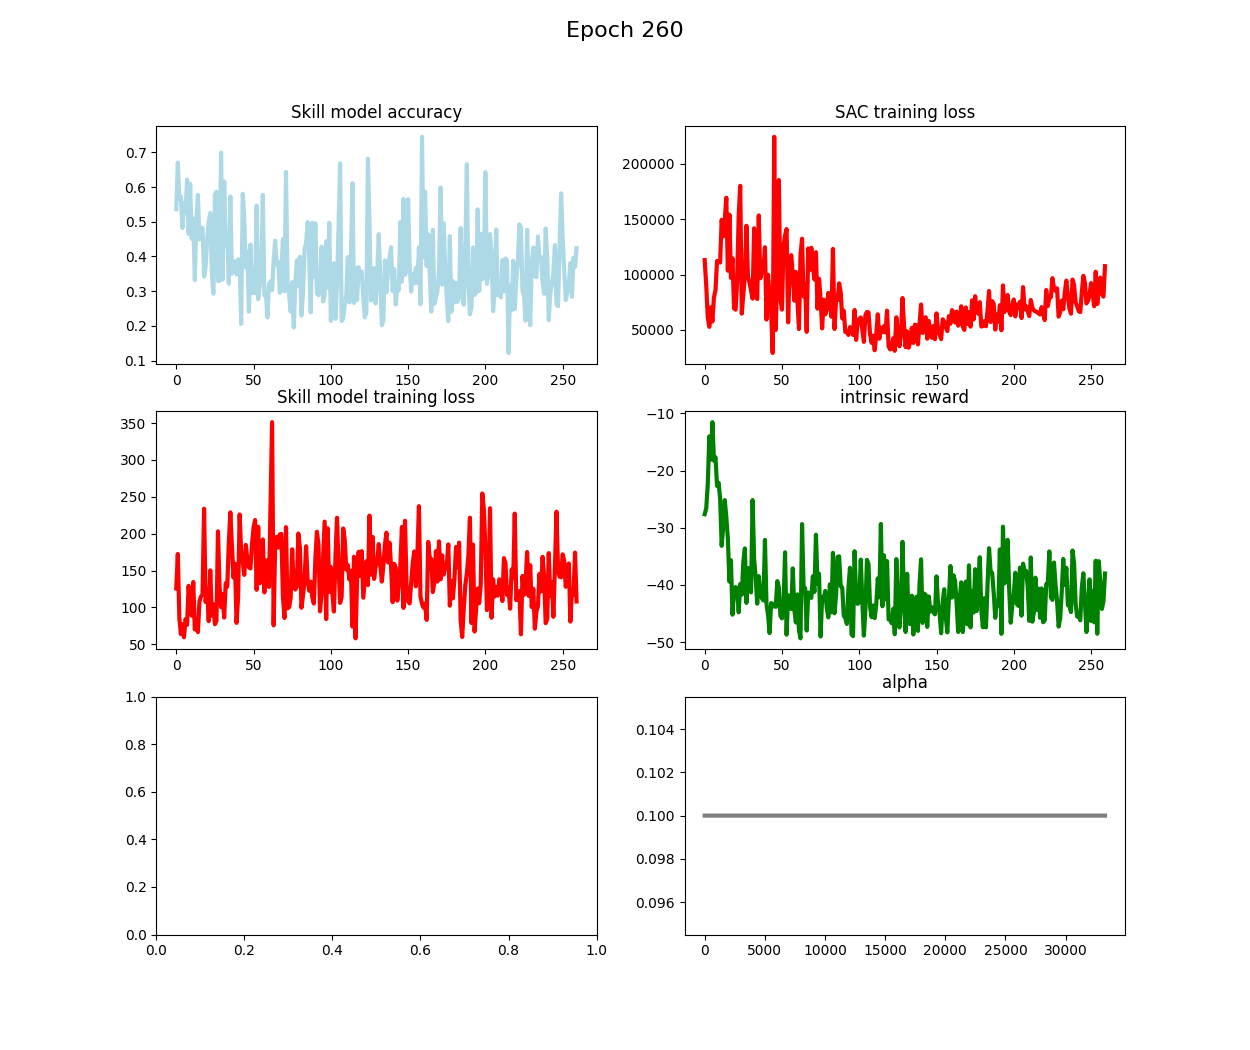 Epoch 260
Skill model accuracy
0.7
0.6
0.5
0.4
0.3
0.2
0.1
0 50 100 150 200 250
SAC training loss
200000
150000
100000
50000
0 50 100 150 200 250
Skill model training loss
350
300
250
200
150
100
50
0 50 100 150 200 250
intrinsic reward
−10
−20
−30
−40
−50
0 50 100 150 200 250
1.0
0.8
0.6
0.4
0.2
0.0
0.0 0.2 0.4 0.6 0.8 1.0
alpha
0.104
0.102
0.100
0.098
0.096
0 5000 10000 15000 20000 25000 30000